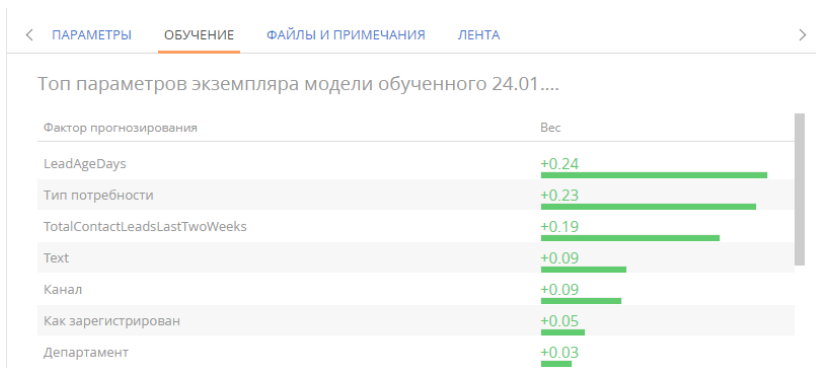 ПАРАМЕТРЫ ОБУЧЕНИЕ ФАЙЛЫ И ПРИМЕЧАНИЯ ЛЕНТА
Топ параметров экземпляра модели обученного 24.01....
Фактор прогнозирования Вес
LeadAgeDays +0.24
Тип потребности +0.23
TotalContactLeadsLastTwoWeeks +0.19
Text +0.09
Канал +0.09
Как зарегистрирован +0.05
Департамент +0.03